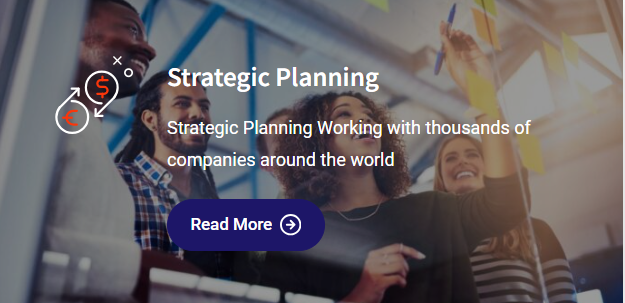 Strategic Planning
Strategic Planning Working with thousands of
companies around the world
Read More